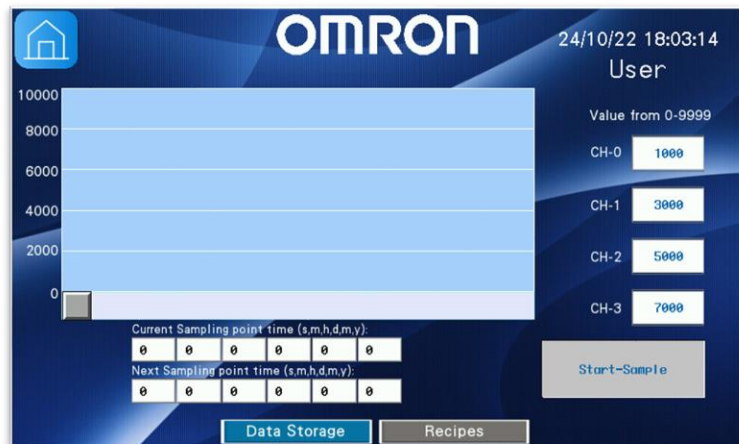 OMRON
24/10/22 18:03:14
User
10000
8000
6000
4000
2000
0
Value from 0-9999
CH-0 1000
CH-1 3000
CH-2 5000
CH-3 7000
Current Sampling point time (s,m,h,d,m,y):
0 0 0 0 0 0
Next Sampling point time (s,m,h,d,m,y):
0 0 0 0 0 0
Start-Sample
Data Storage Recipes